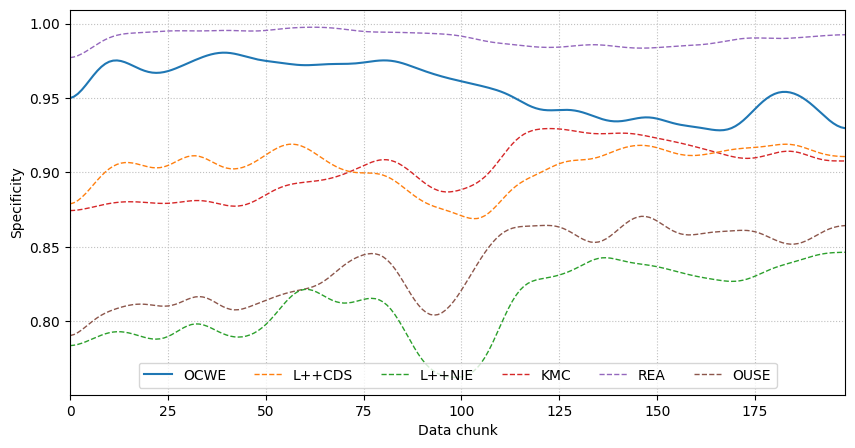 1.00
0.95
0.90
0.85
0.80
Specificity
OCWE L++CDS L++NIE KMC REA OUSE
0 25 50 75 100 125 150 175
Data chunk